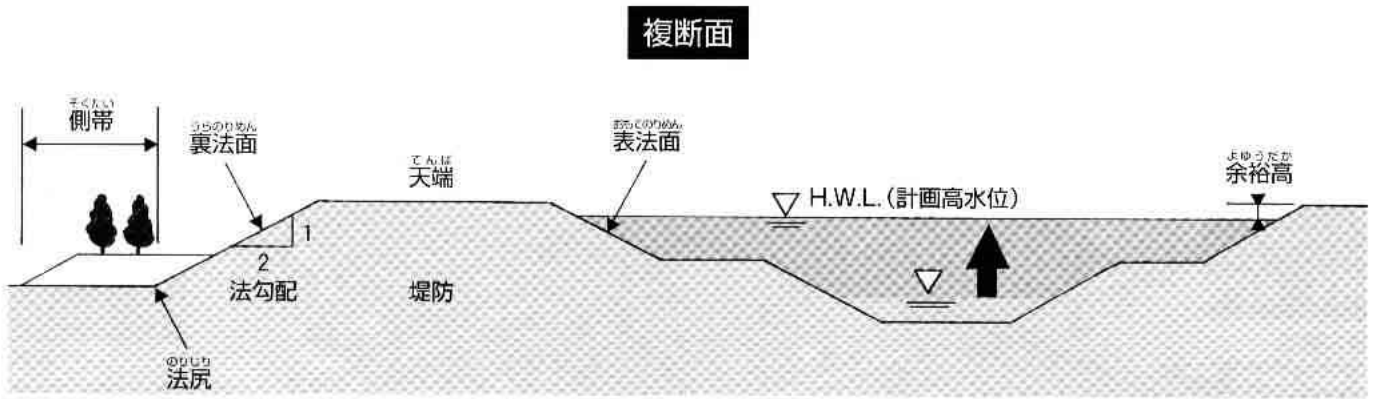 複断面
そくたい
側帯
うらのりめん
裏法面
てんば
天端
おもてのりめん
表法面
H.W.L.(計画高水位)
よゆうだか
余裕高
1
2
法勾配
堤防
のりじり
法尻